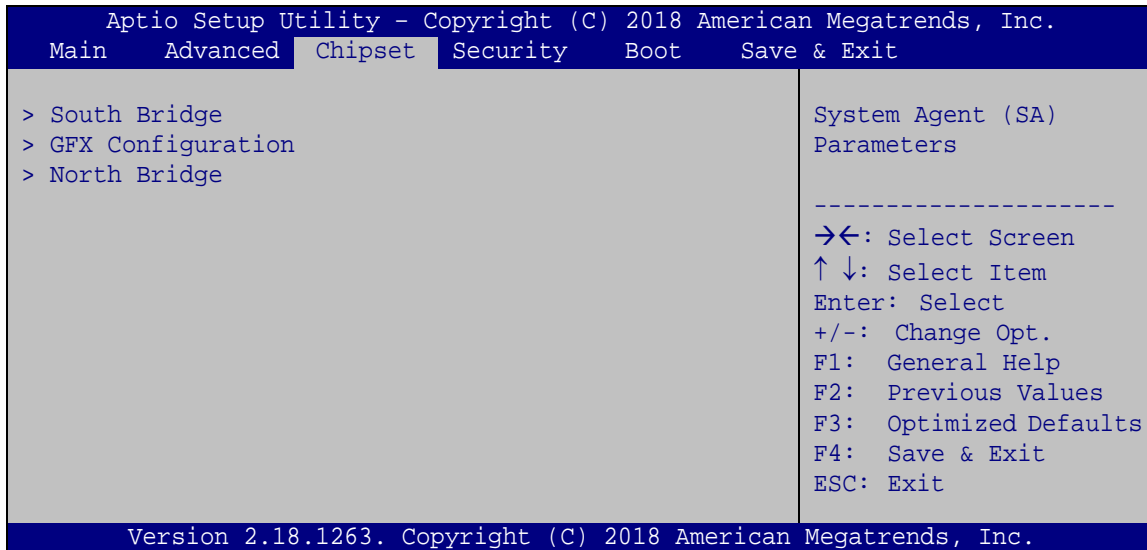 Aptio Setup Utility – Copyright (C) 2018 American Megatrends, Inc.
Main Advanced Chipset Security Boot Save & Exit
> South Bridge
> GFX Configuration
> North Bridge
System Agent (SA)
Parameters
---------------------
→←: Select Screen
↑ ↓: Select Item
Enter: Select
+/-: Change Opt.
F1: General Help
F2: Previous Values
F3: Optimized Defaults
F4: Save & Exit
ESC: Exit
Version 2.18.1263. Copyright (C) 2018 American Megatrends, Inc.